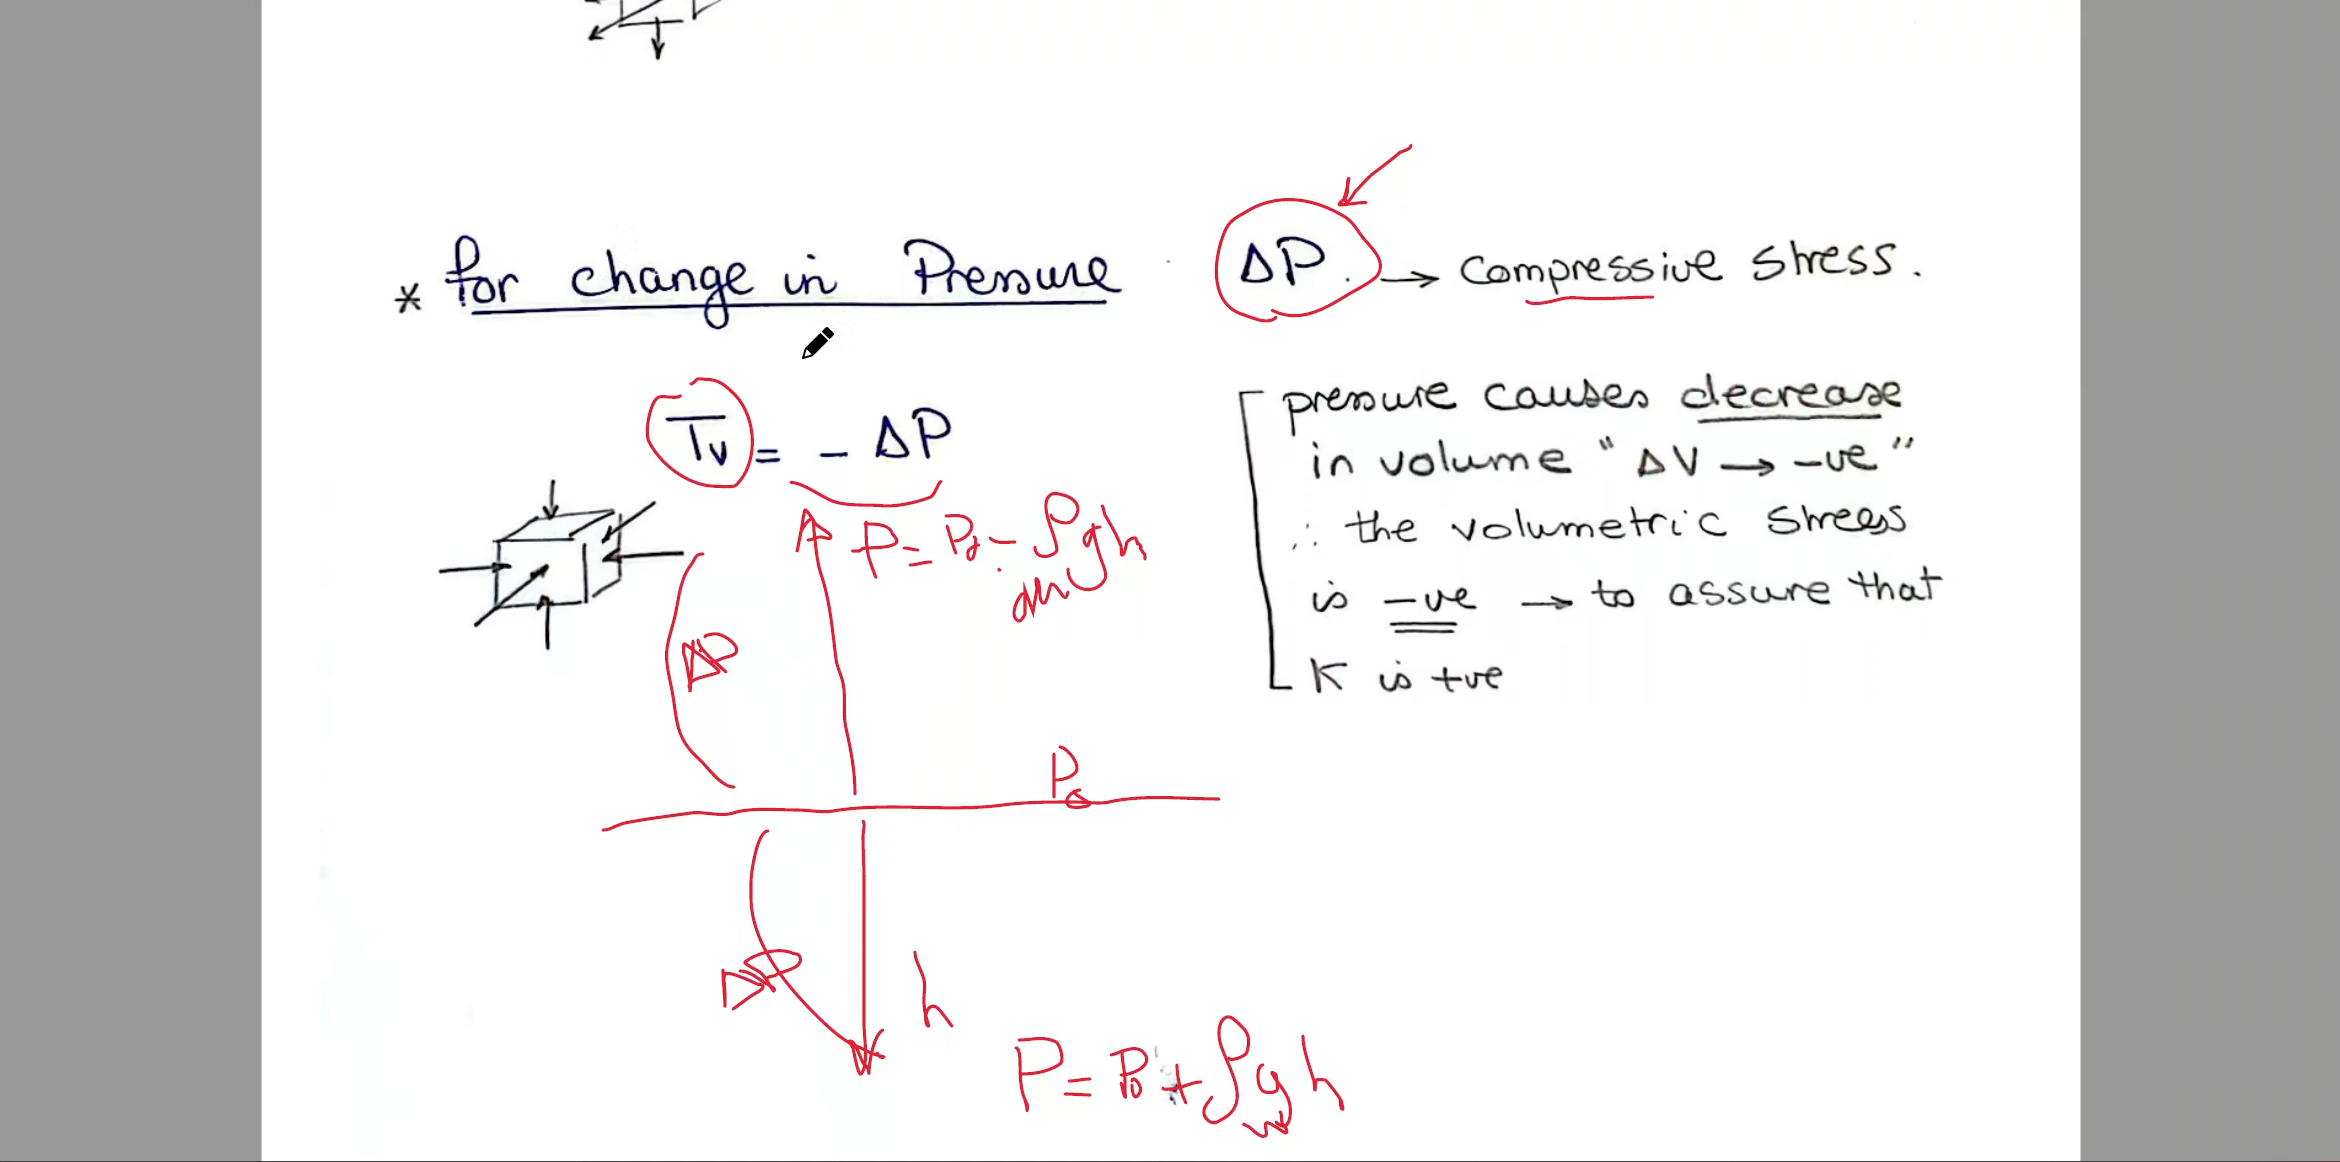 * for change in Pressure ΔP. → Compressive stress.
Tv = - ΔP
pressure causes decrease
in volume " ΔV → -ve "
∴ the volumetric stress
is -ve → to assure that
K is +ve
P = P0 - ρgh
air
ΔP
P0
ΔP
h
P = P0 + ρgh
w